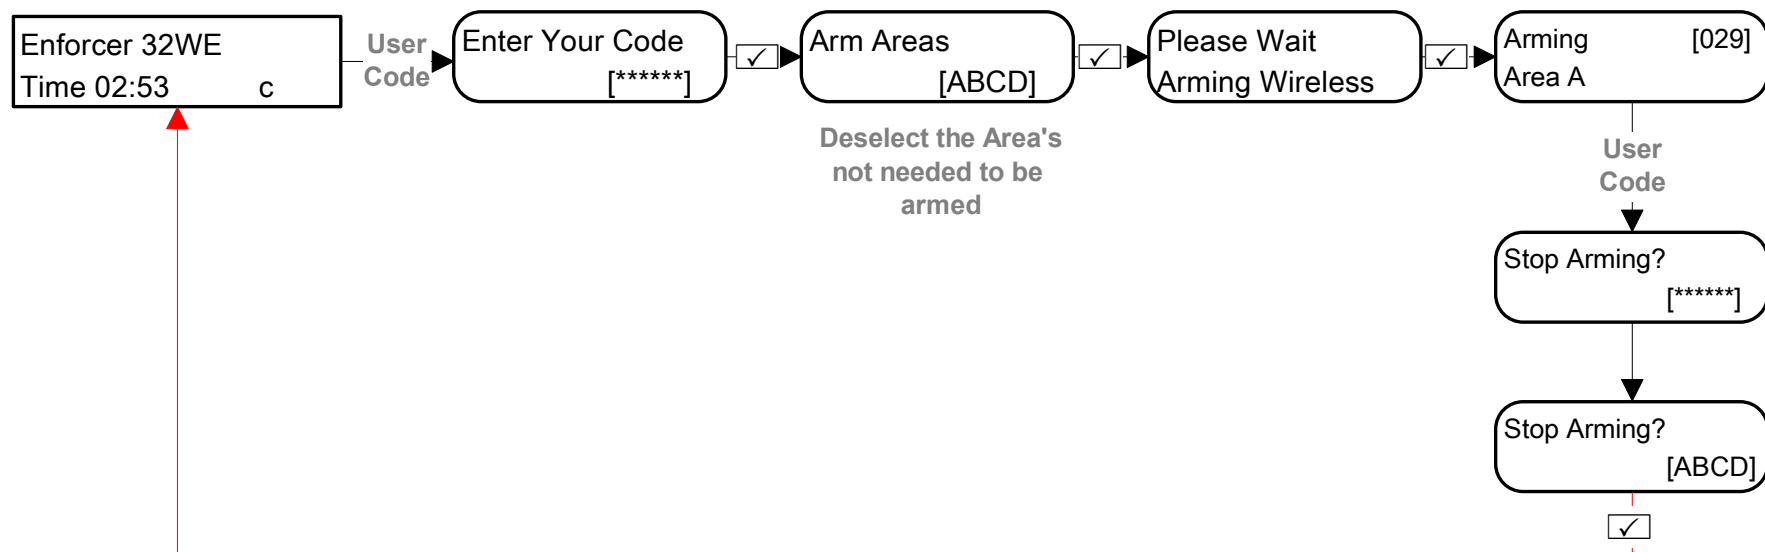 Enforcer 32WE
Time 02:53 c
User
Code
Enter Your Code
[******]
✓
Arm Areas
[ABCD]
Deselect the Area's
not needed to be
armed
✓
Please Wait
Arming Wireless
✓
Arming [029]
Area A
User
Code
Stop Arming?
[******]
Stop Arming?
[ABCD]
✓